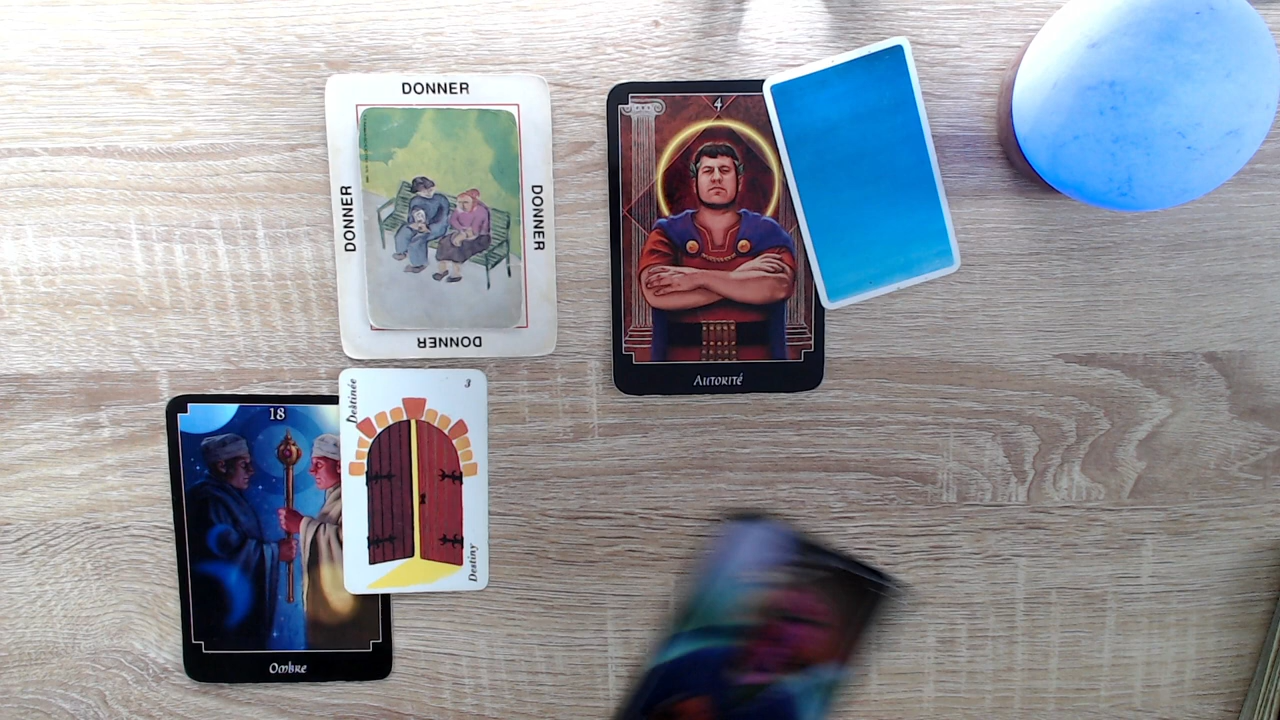 DONNER
DONNER
DONNER
DONNER
4
AUTORITÉ
18
OMBRE
Destinée
3
Destiny